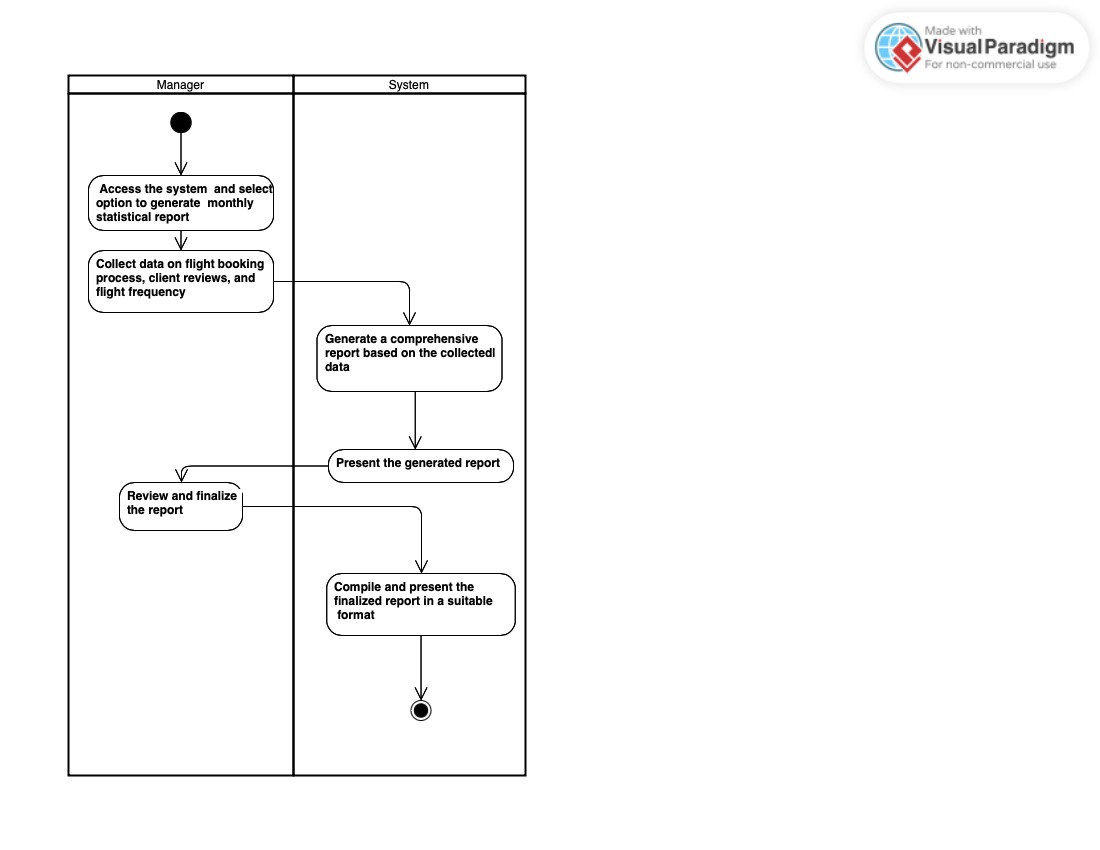 Made with
Visual Paradigm
For non-commercial use
Manager
System
Access the system  and select
option to generate  monthly
statistical report
Collect data on flight booking
process, client reviews, and
flight frequency
Generate a comprehensive
report based on the collectedl
data
Present the generated report
Review and finalize
the report
Compile and present the
finalized report in a suitable
format